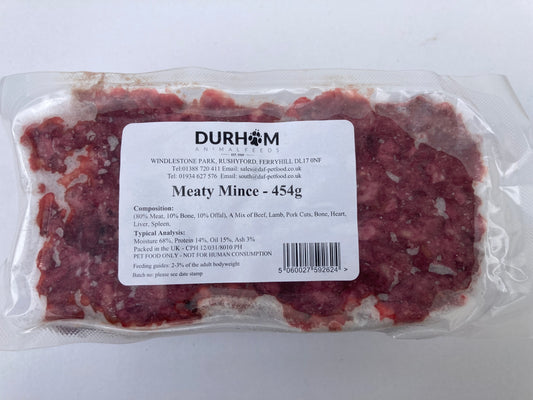 DURHAM
ANIMALFEEDS
WINDLESTONE PARK, RUSHYFORD, FERRYHILL DL17 0NF
Tel:01388 720 411 Email: sales@daf-petfood.co.uk
Tel: 01934 627 576 Email: south@daf-petfood.co.uk
Meaty Mince - 454g
Composition:
(80% Meat, 10% Bone, 10% Offal), A Mix of Beef, Lamb, Pork Cuts, Bone, Heart,
Liver, Spleen.
Typical Analysis:
Moisture 68%, Protein 14%, Oil 15%, Ash 3%
Packed in the UK - CPH 12/031/8010 PH
PET FOOD ONLY - NOT FOR HUMAN CONSUMPTION
Feeding guides: 2-3% of the adult bodyweight
Batch no: please see date stamp
5 060027 592624 >